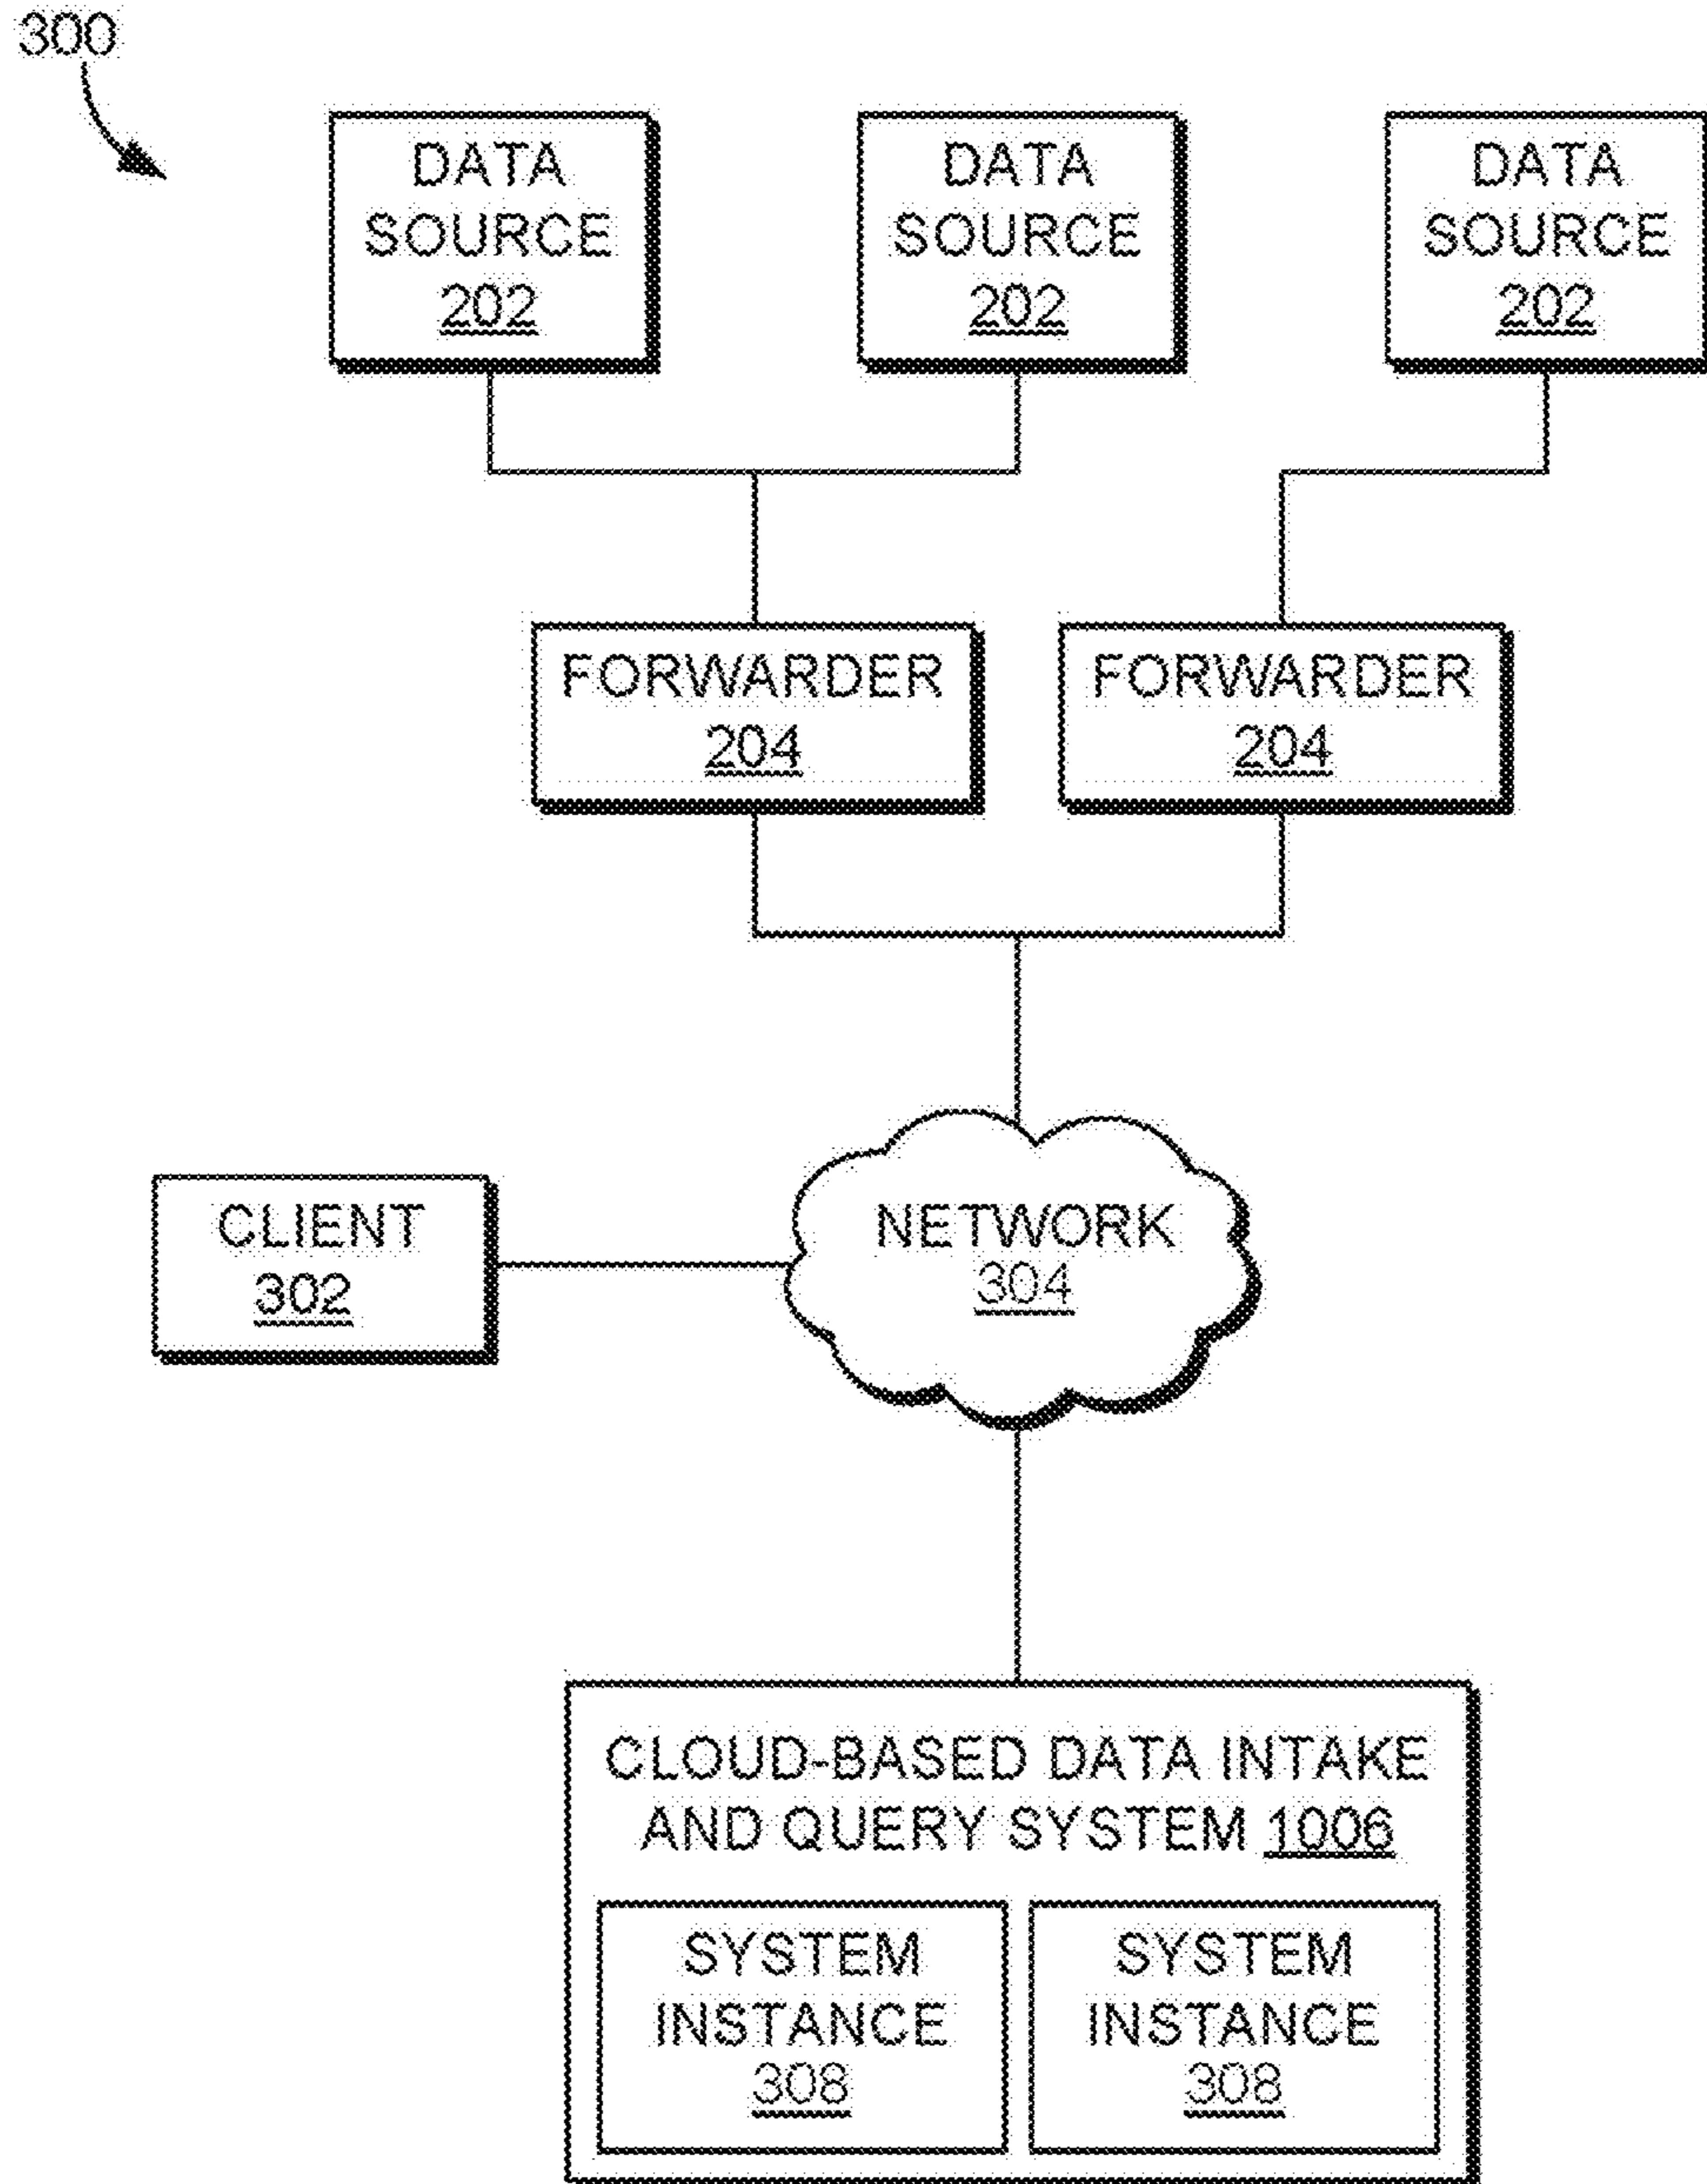 300
DATA
SOURCE
202
DATA
SOURCE
202
DATA
SOURCE
202
FORWARDER
204
FORWARDER
204
CLIENT
302
NETWORK
304
CLOUD-BASED DATA INTAKE
AND QUERY SYSTEM 1006
SYSTEM
INSTANCE
308
SYSTEM
INSTANCE
308